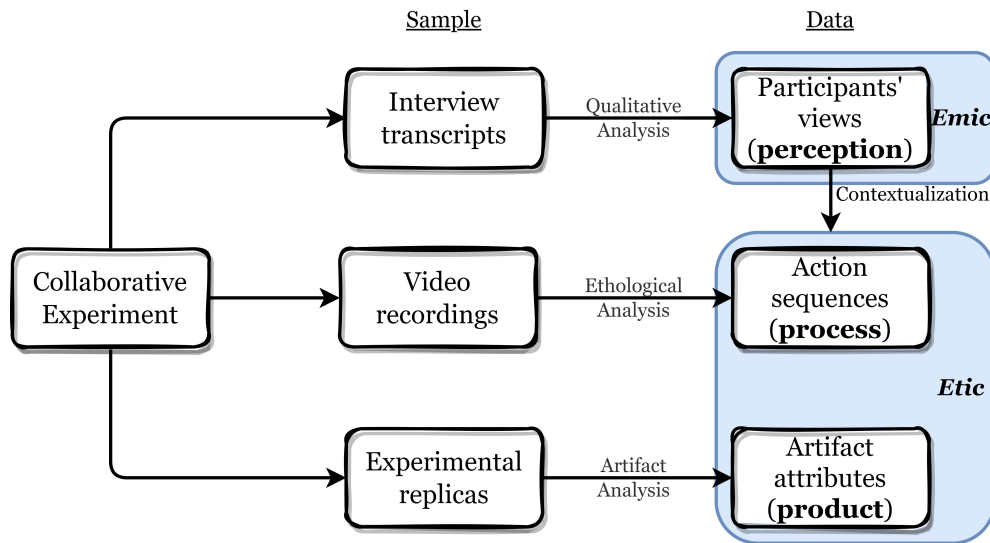 Sample
Data
Interview
transcripts
Qualitative
Analysis
Participants'
views
(perception)
Emic
Contextualization
Collaborative
Experiment
Video
recordings
Ethological
Analysis
Action
sequences
(process)
Etic
Experimental
replicas
Artifact
Analysis
Artifact
attributes
(product)